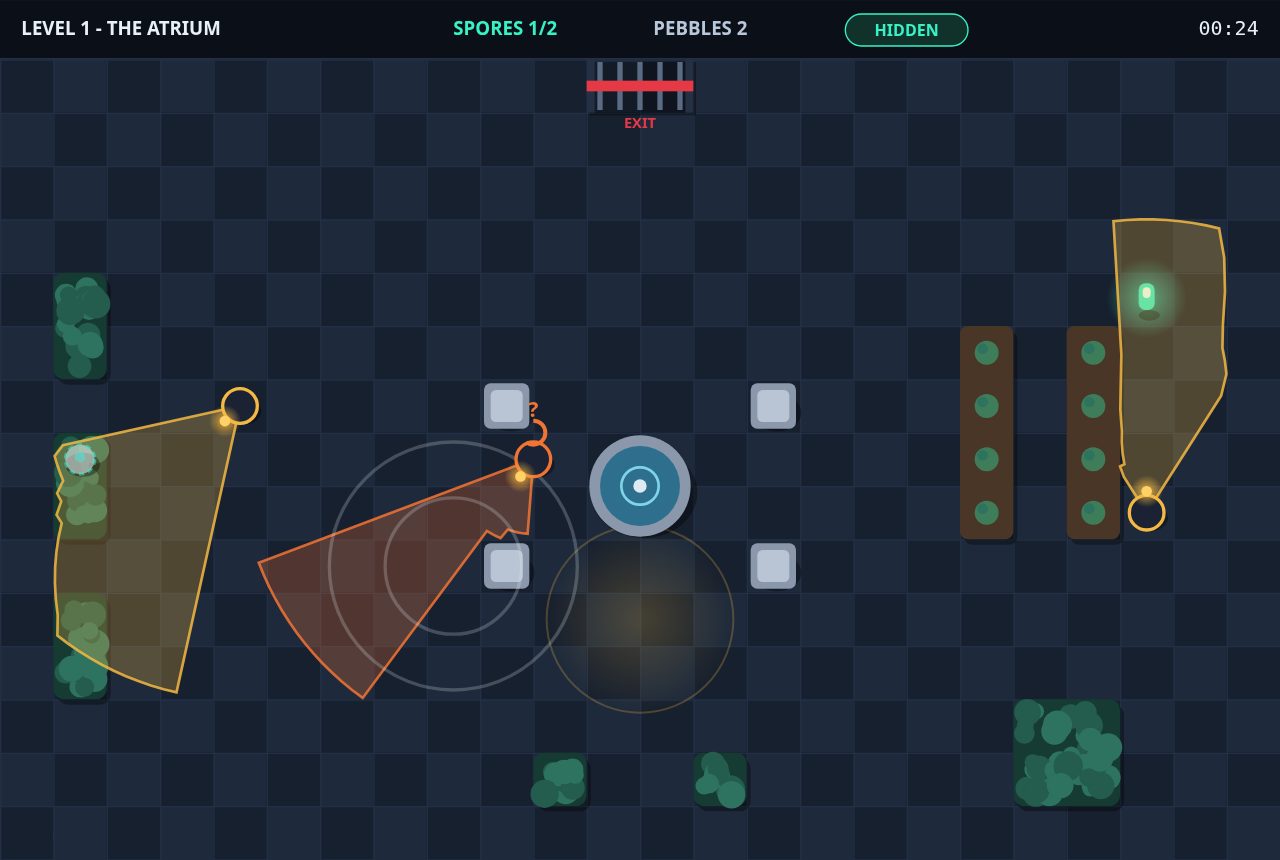 LEVEL 1 - THE ATRIUM
SPORES 1/2
PEBBLES 2
HIDDEN
00:24
EXIT
?